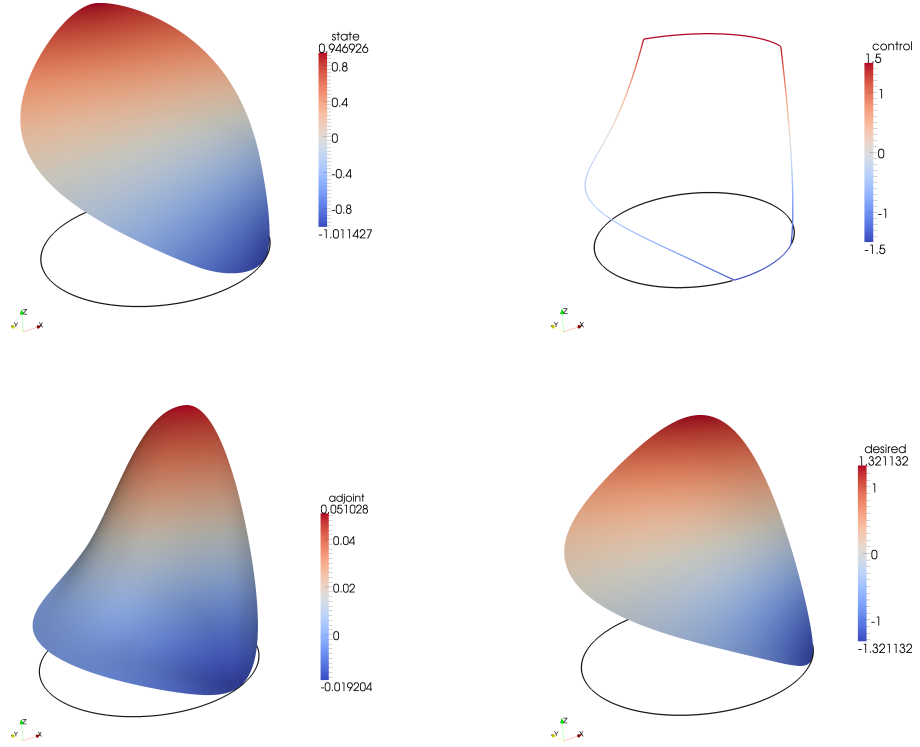 state
0.946926
0.8
0.4
0
-0.4
-0.8
-1.011427
Z
Y
X
control
1.5
1
0
-1
-1.5
Z
Y
X
adjoint
0.051028
0.04
0.02
0
-0.019204
Z
Y
X
desired
1.321132
1
0
-1
-1.321132
Z
Y
X